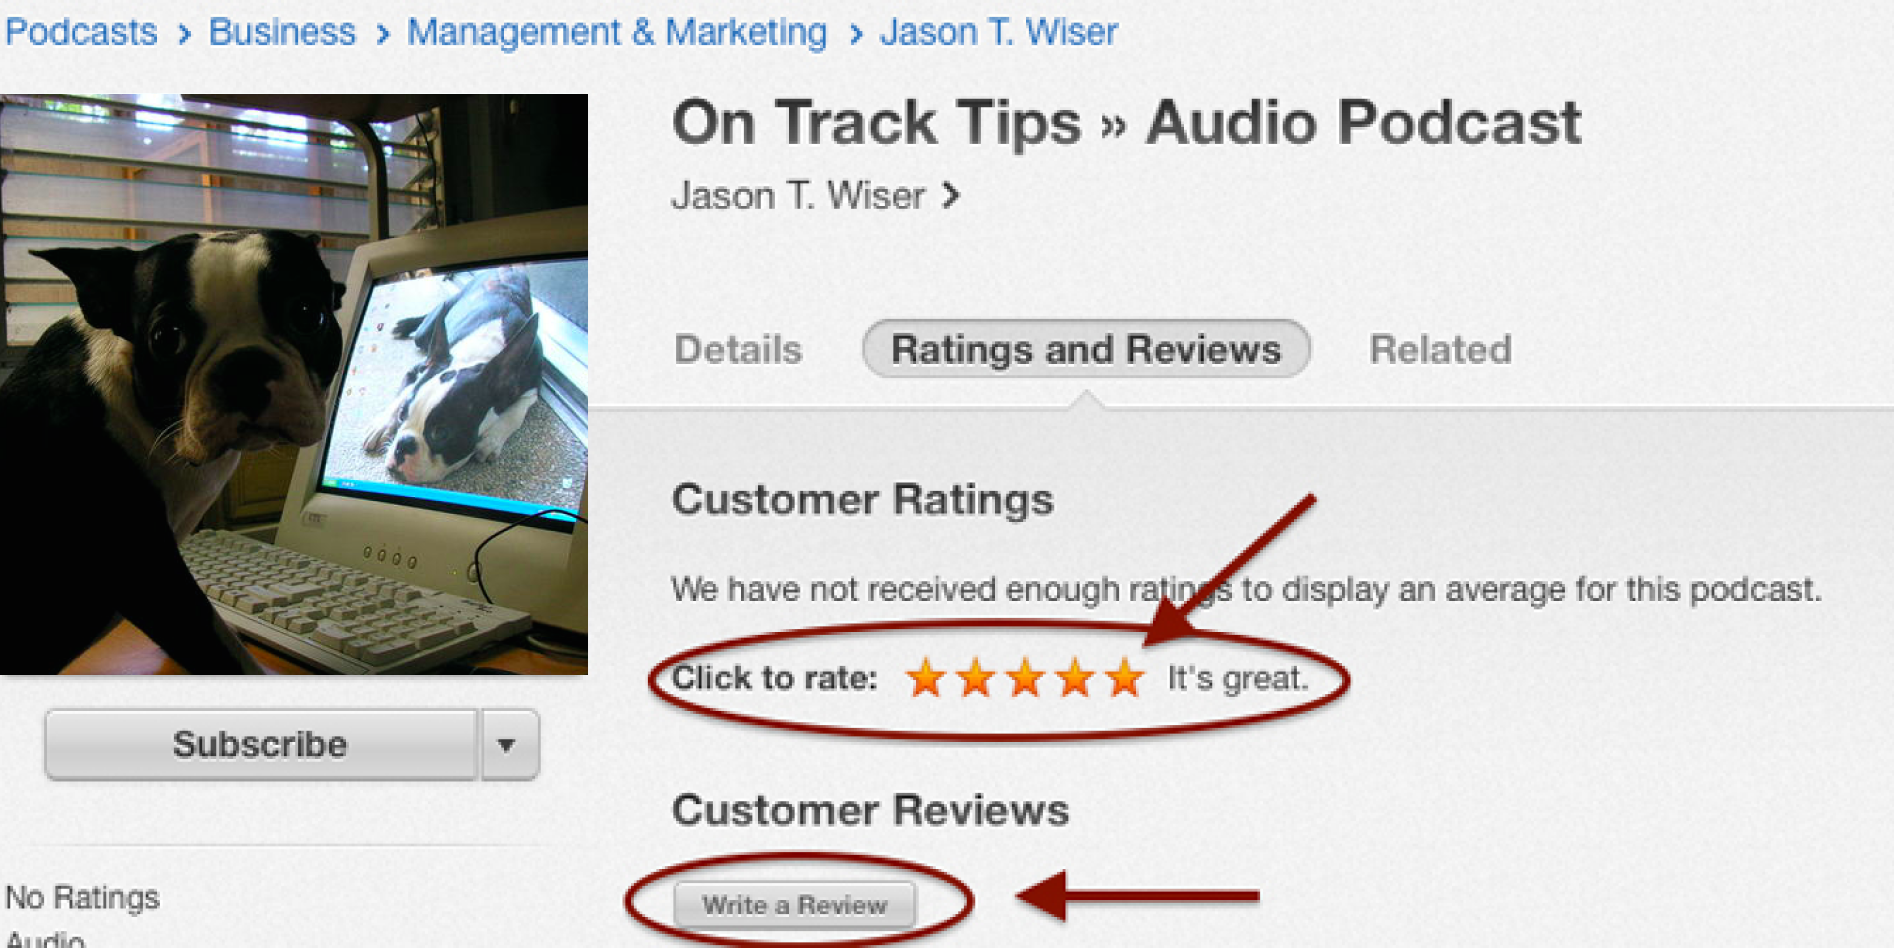 Podcasts > Business > Management & Marketing > Jason T. Wiser
On Track Tips » Audio Podcast
Jason T. Wiser >
Details Ratings and Reviews Related
Customer Ratings
We have not received enough ratings to display an average for this podcast.
Click to rate: ★★★★★ It's great.
Subscribe ▼
Customer Reviews
No Ratings
Write a Review
Audio